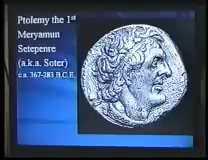 Ptolemy the 1st
Meryamun
Setepenre
(a.k.a. Soter)
c.a. 367-283 B.C.E.